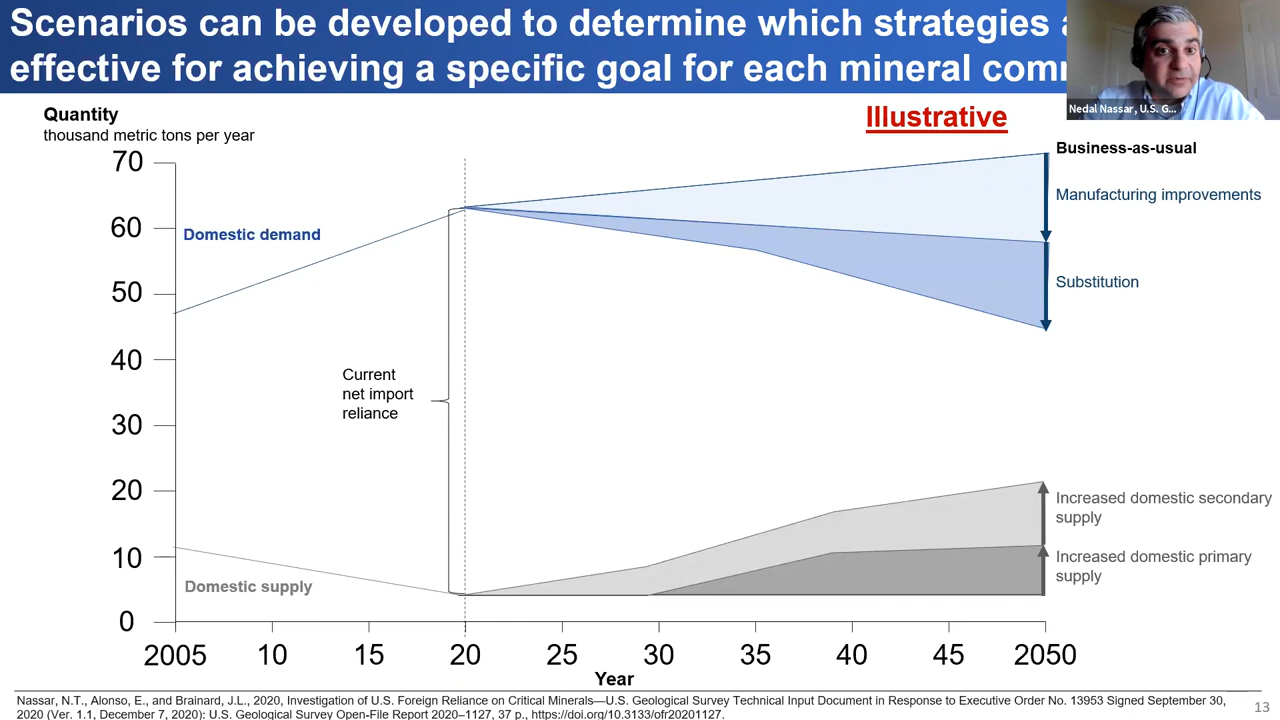 Scenarios can be developed to determine which strategies
effective for achieving a specific goal for each mineral
Nedal Nassar, U.S. G...
Quantity
thousand metric tons per year
Illustrative
Business-as-usual
Manufacturing improvements
Substitution
Increased domestic secondary
supply
Increased domestic primary
supply
70
60
50
40
30
20
10
0
Domestic demand
Current
net import
reliance
Domestic supply
2005 10 15 20 25 30 35 40 45 2050
Year
Nassar, N.T., Alonso, E., and Brainard, J.L., 2020, Investigation of U.S. Foreign Reliance on Critical Minerals—U.S. Geological Survey Technical Input Document in Response to Executive Order No. 13953 Signed September 30,
2020 (Ver. 1.1, December 7, 2020): U.S. Geological Survey Open-File Report 2020–1127, 37 p., https://doi.org/10.3133/ofr20201127.
13